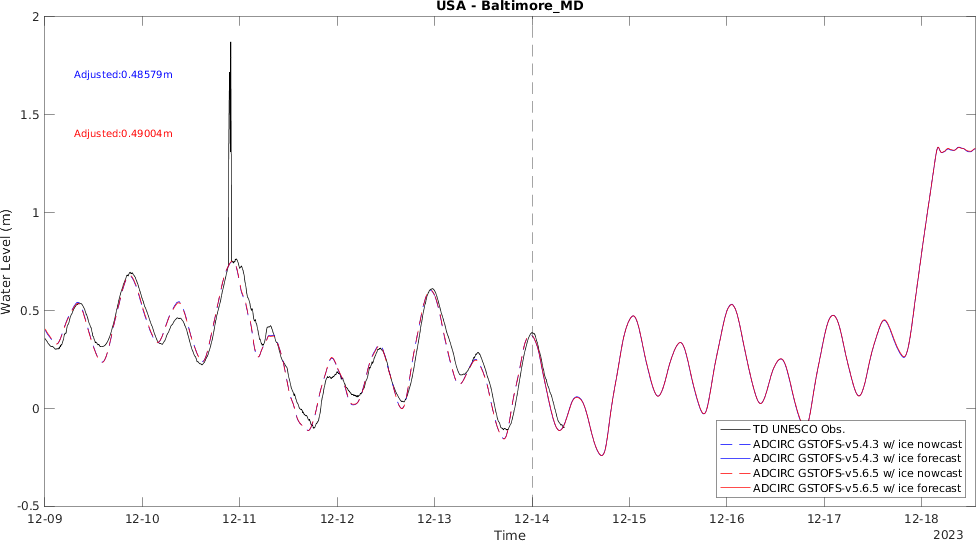 USA - Baltimore_MD
2
1.5
1
0.5
0
-0.5
Water Level (m)
Adjusted:0.48579m
Adjusted:0.49004m
TD UNESCO Obs.
ADCIRC GSTOFS-v5.4.3 w/ ice nowcast
ADCIRC GSTOFS-v5.4.3 w/ ice forecast
ADCIRC GSTOFS-v5.6.5 w/ ice nowcast
ADCIRC GSTOFS-v5.6.5 w/ ice forecast
12-09 12-10 12-11 12-12 12-13 12-14 12-15 12-16 12-17 12-18
Time
2023